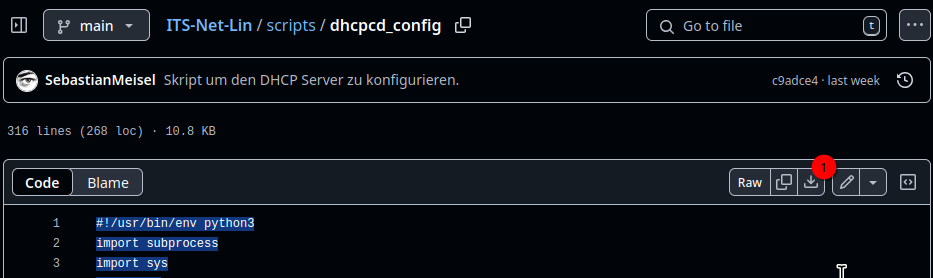 main ITS-Net-Lin / scripts / dhcpcd_config Go to file t ...
SebastianMeisel Skript um den DHCP Server zu konfigurieren. c9adce4 · last week
316 lines (268 loc) · 10.8 KB
Code Blame Raw 1
1 #!/usr/bin/env python3
2 import subprocess
3 import sys